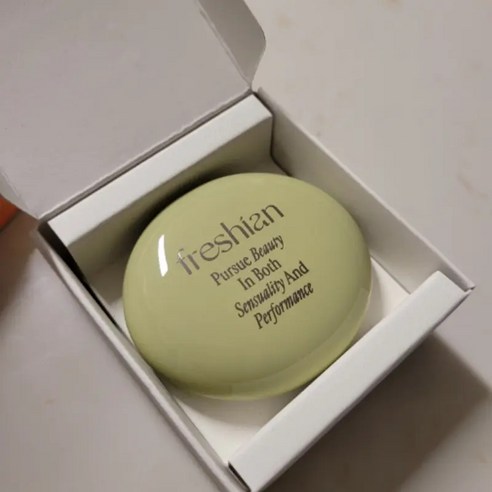 freshian
Pursue Beauty
In Both
Sensuality And
Performance